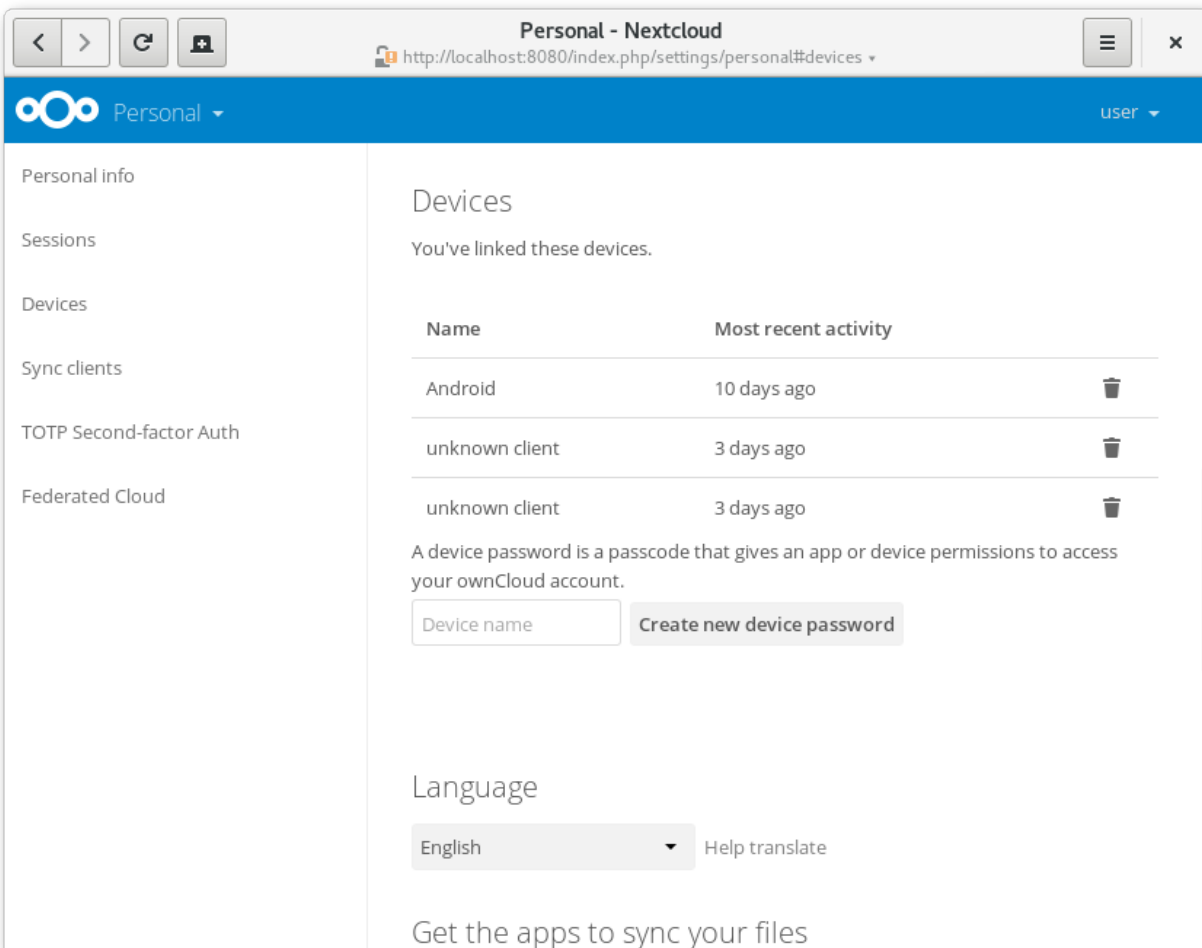 Personal - Nextcloud
http://localhost:8080/index.php/settings/personal#devices
Personal
user
Personal info
Sessions
Devices
Sync clients
TOTP Second-factor Auth
Federated Cloud
Devices
You've linked these devices.
Name Most recent activity
Android 10 days ago
unknown client 3 days ago
unknown client 3 days ago
A device password is a passcode that gives an app or device permissions to access
your ownCloud account.
Device name Create new device password
Language
English Help translate
Get the apps to sync your files